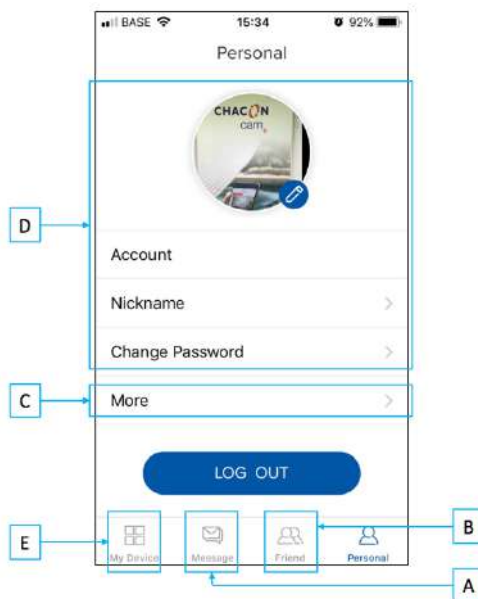 BASE 15:34 92%
Personal
CHACON
cam
D
Account
Nickname
Change Password
C
More
LOG OUT
B
E
My Device Message Friend Personal
A